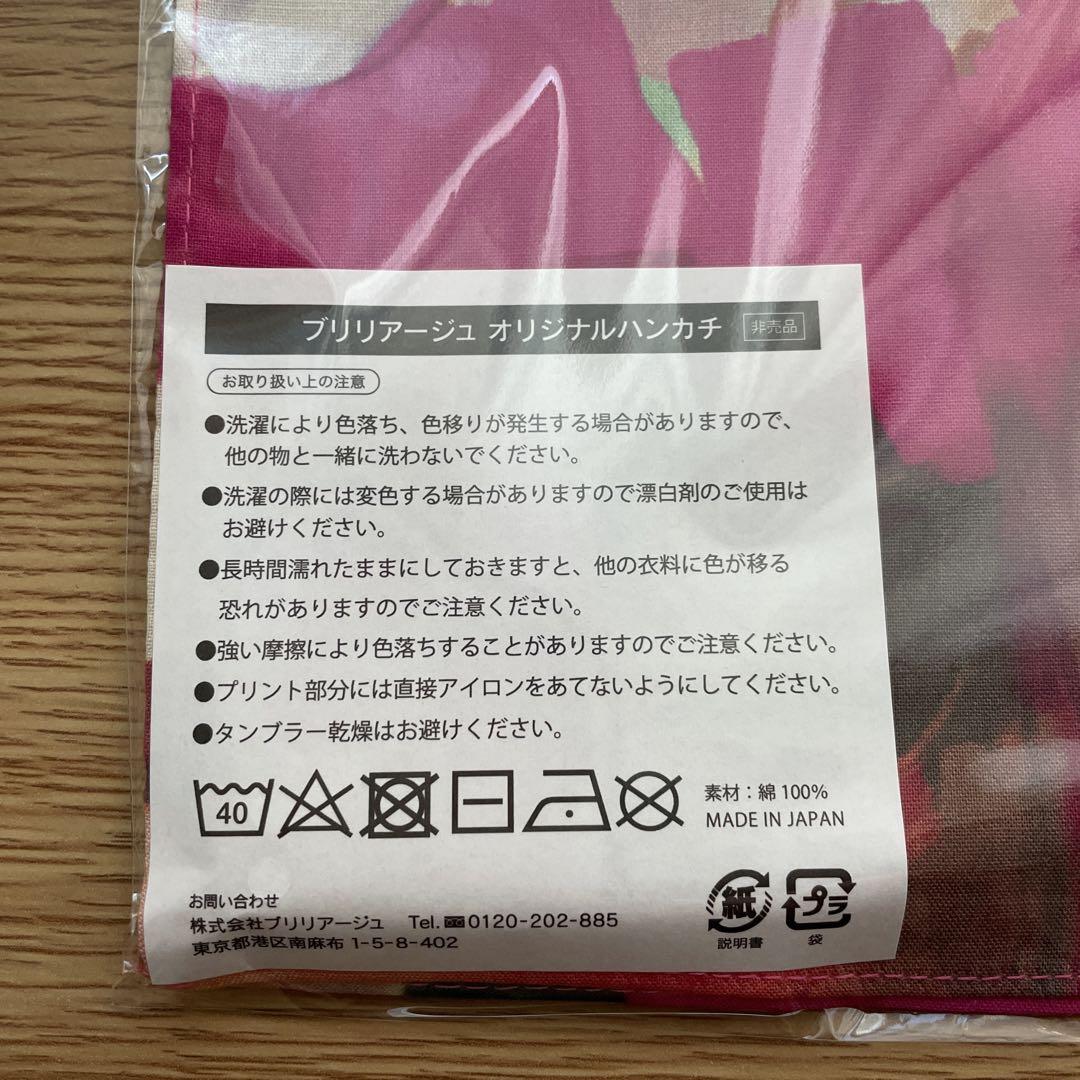 ブリリアージュ オリジナルハンカチ 非売品
お取り扱い上の注意
●洗濯により色落ち、色移りが発生する場合がありますので、
他の物と一緒に洗わないでください。
●洗濯の際には変色する場合がありますので漂白剤のご使用は
お避けください。
●長時間濡れたままにしておきますと、他の衣料に色が移る
恐れがありますのでご注意ください。
●強い摩擦により色落ちすることがありますのでご注意ください。
●プリント部分には直接アイロンをあてないようにしてください。
●タンブラー乾燥はお避けください。
40
素材：綿 100%
MADE IN JAPAN
お問い合わせ
株式会社ブリリアージュ Tel. 0120-202-885
東京都港区南麻布 1-5-8-402
紙
説明書
プラ
袋